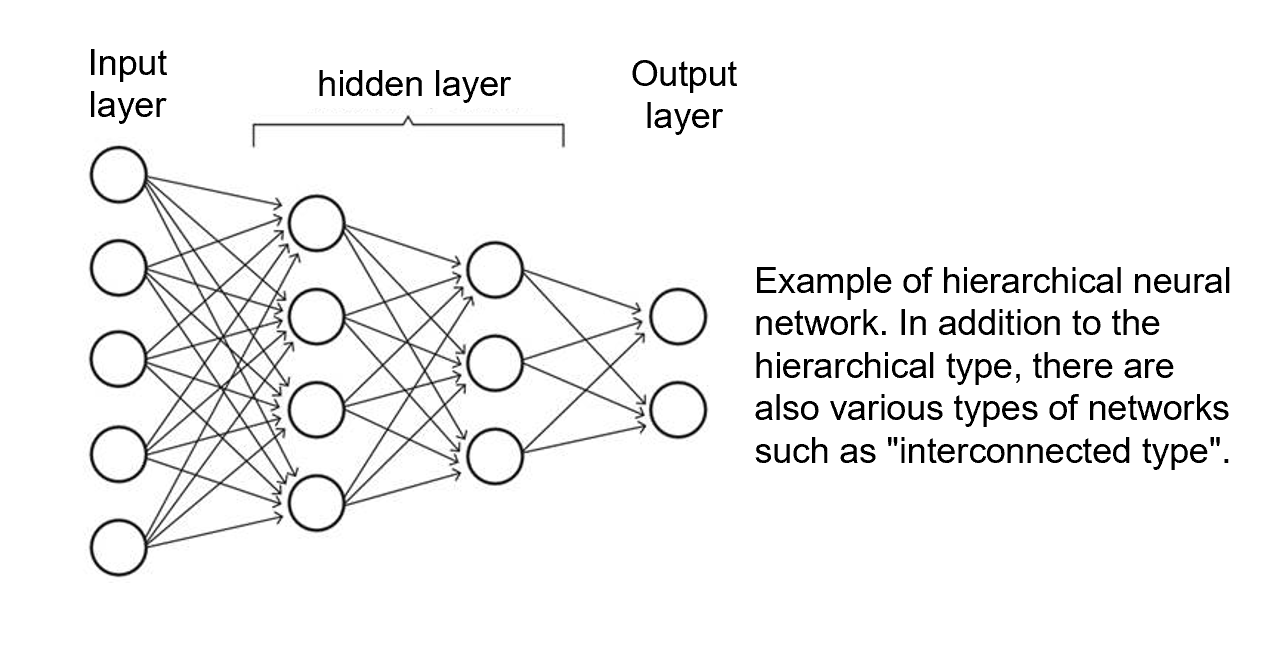 Input
layer
hidden layer
Output
layer
Example of hierarchical neural
network. In addition to the
hierarchical type, there are
also various types of networks
such as "interconnected type".